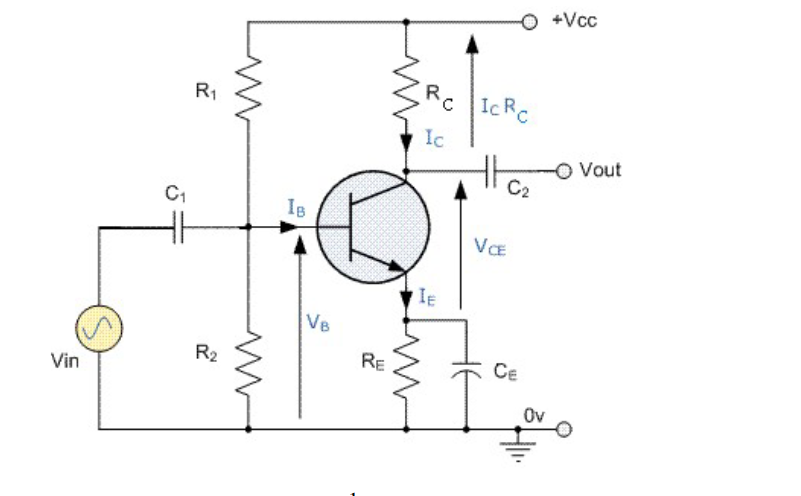 +Vcc
R1
RC
IC RC
IC
Vout
C1
C2
IB
VCE
IE
VB
Vin
R2
RE
CE
0v